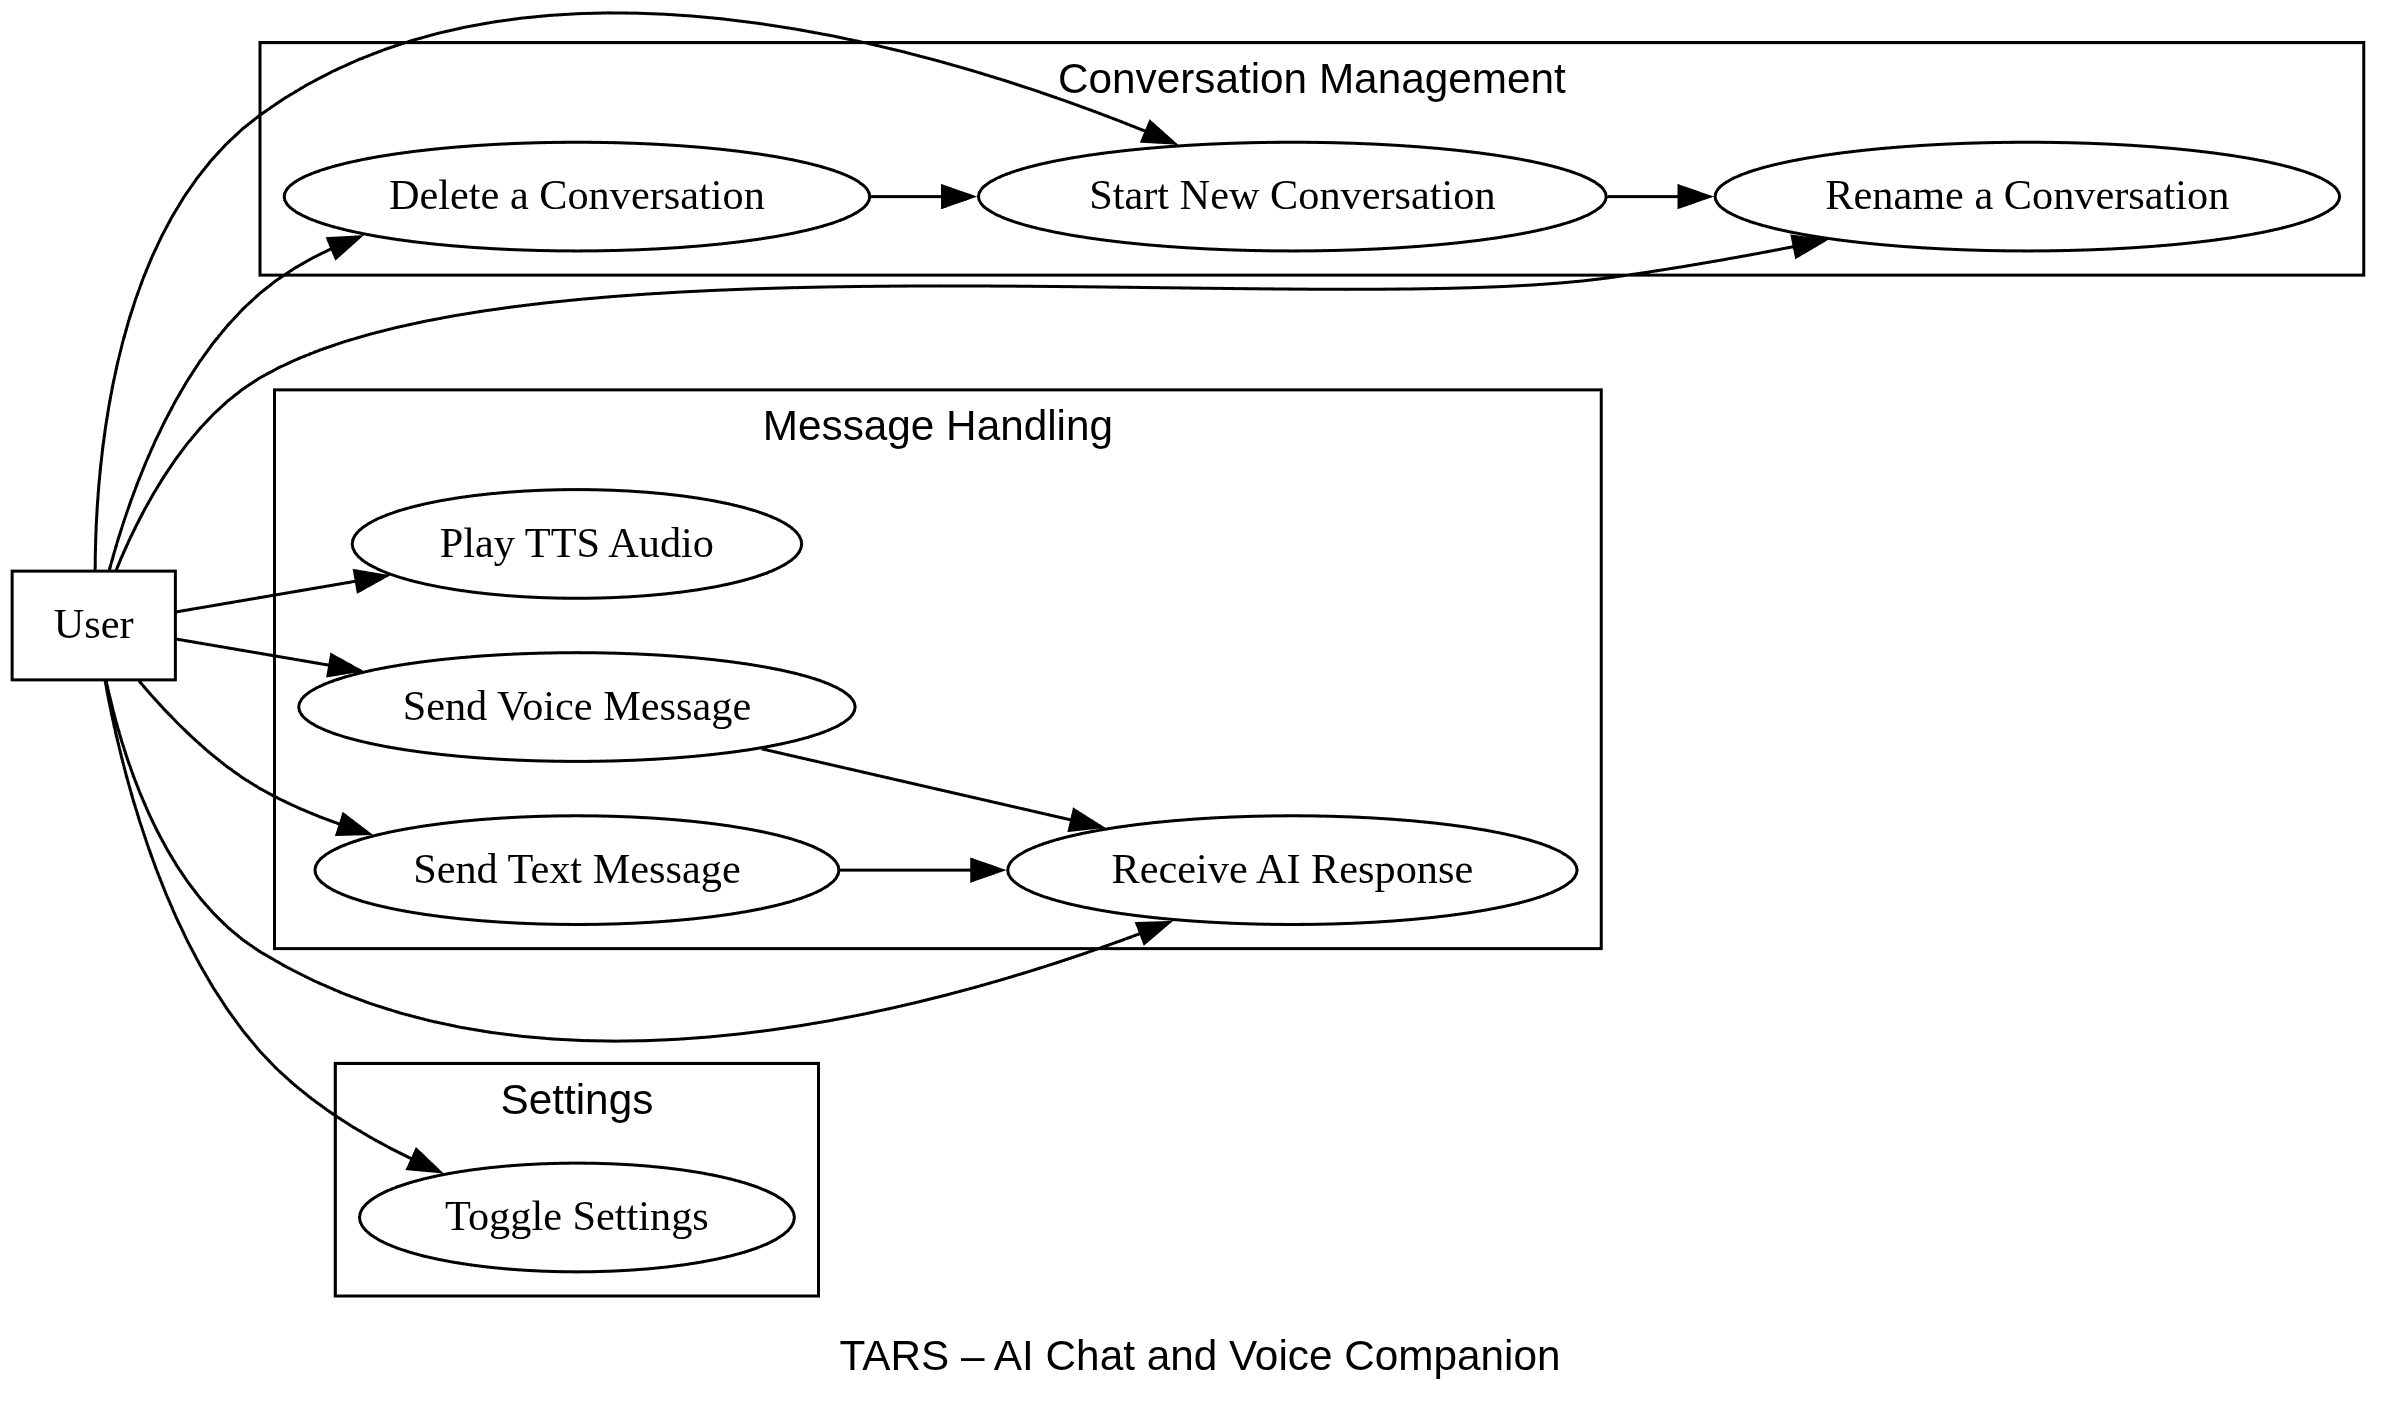 Conversation Management
Delete a Conversation
Start New Conversation
Rename a Conversation
Message Handling
Play TTS Audio
User
Send Voice Message
Send Text Message
Receive AI Response
Settings
Toggle Settings
TARS – AI Chat and Voice Companion